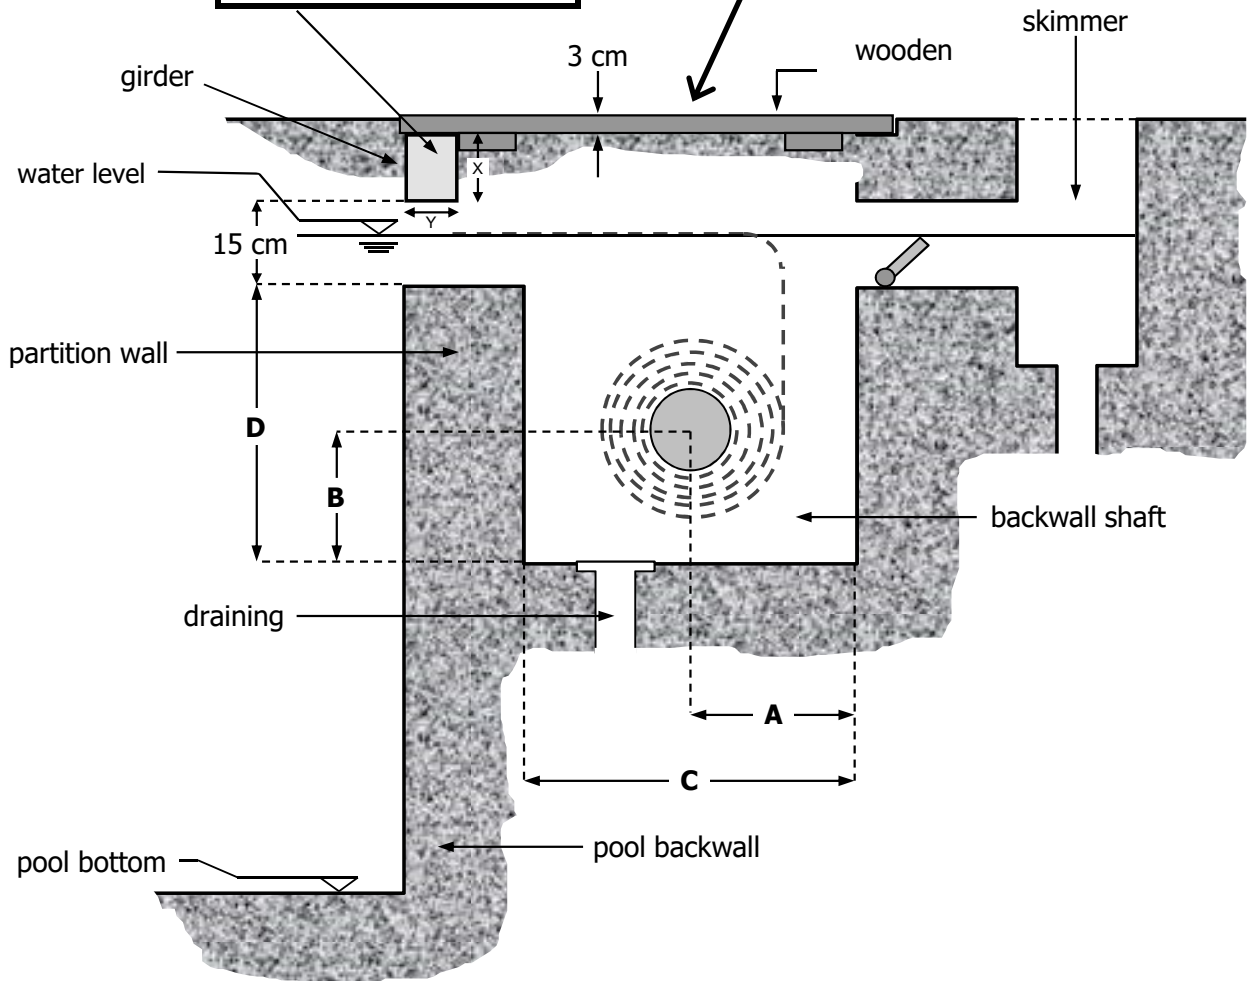 skimmer
wooden
3 cm
girder
X
water level
Y
15 cm
partition wall
D
B
backwall shaft
draining
A
C
pool backwall
pool bottom